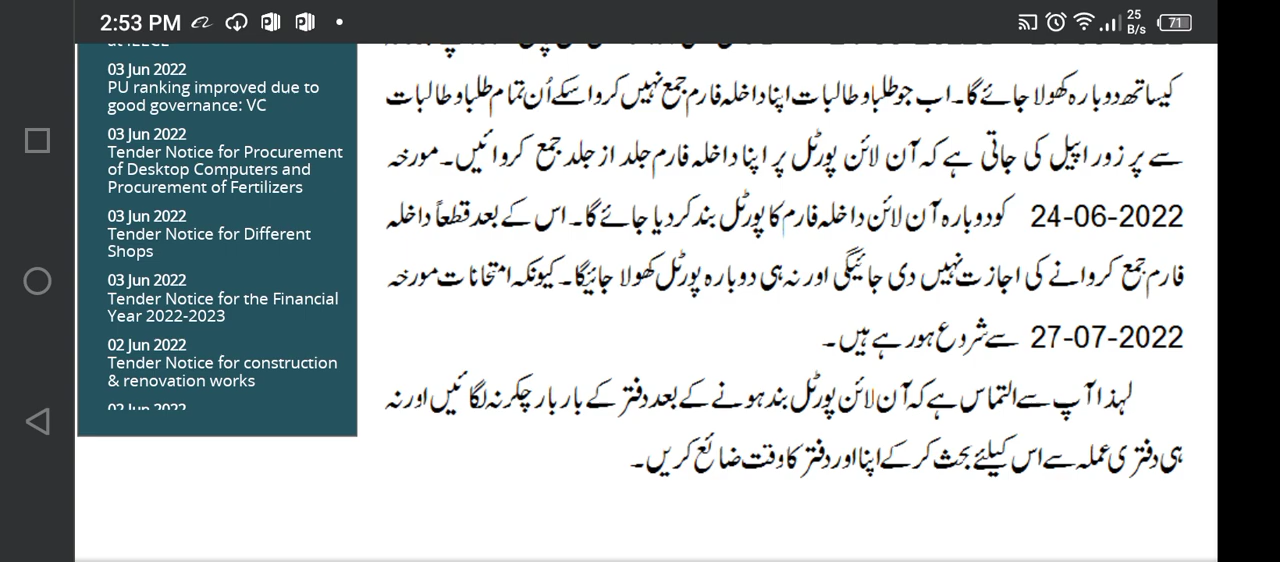 2:53 PM
25
B/s
71
03 Jun 2022
PU ranking improved due to
good governance: VC
03 Jun 2022
Tender Notice for Procurement
of Desktop Computers and
Procurement of Fertilizers
03 Jun 2022
Tender Notice for Different
Shops
03 Jun 2022
Tender Notice for the Financial
Year 2022-2023
02 Jun 2022
Tender Notice for construction
& renovation works
02 Jun 2022
کیساتھ دوبارہ کھولا جائے گا۔ اب جو طلبا و طالبات اپنا داخلہ فارم جمع نہیں کروا سکے اُن تمام طلبا و طالبات
سے پر زور اپیل کی جاتی ہے کہ آن لائن پورٹل پر اپنا داخلہ فارم جلد از جلد جمع کروائیں۔ مورخہ
24-06-2022 کو دوبارہ آن لائن داخلہ فارم کا پورٹل بند کر دیا جائے گا۔ اس کے بعد قطعاً داخلہ
فارم جمع کروانے کی اجازت نہیں دی جائیگی اور نہ ہی دوبارہ پورٹل کھولا جائیگا۔ کیونکہ امتحانات مورخہ
27-07-2022 سے شروع ہو رہے ہیں۔
لہذا آپ سے التماس ہے کہ آن لائن پورٹل بند ہونے کے بعد دفتر کے بار بار چکر نہ لگائیں اور نہ
ہی دفتری عملہ سے اس کیلئے بحث کر کے اپنا اور دفتر کا وقت ضائع کریں۔